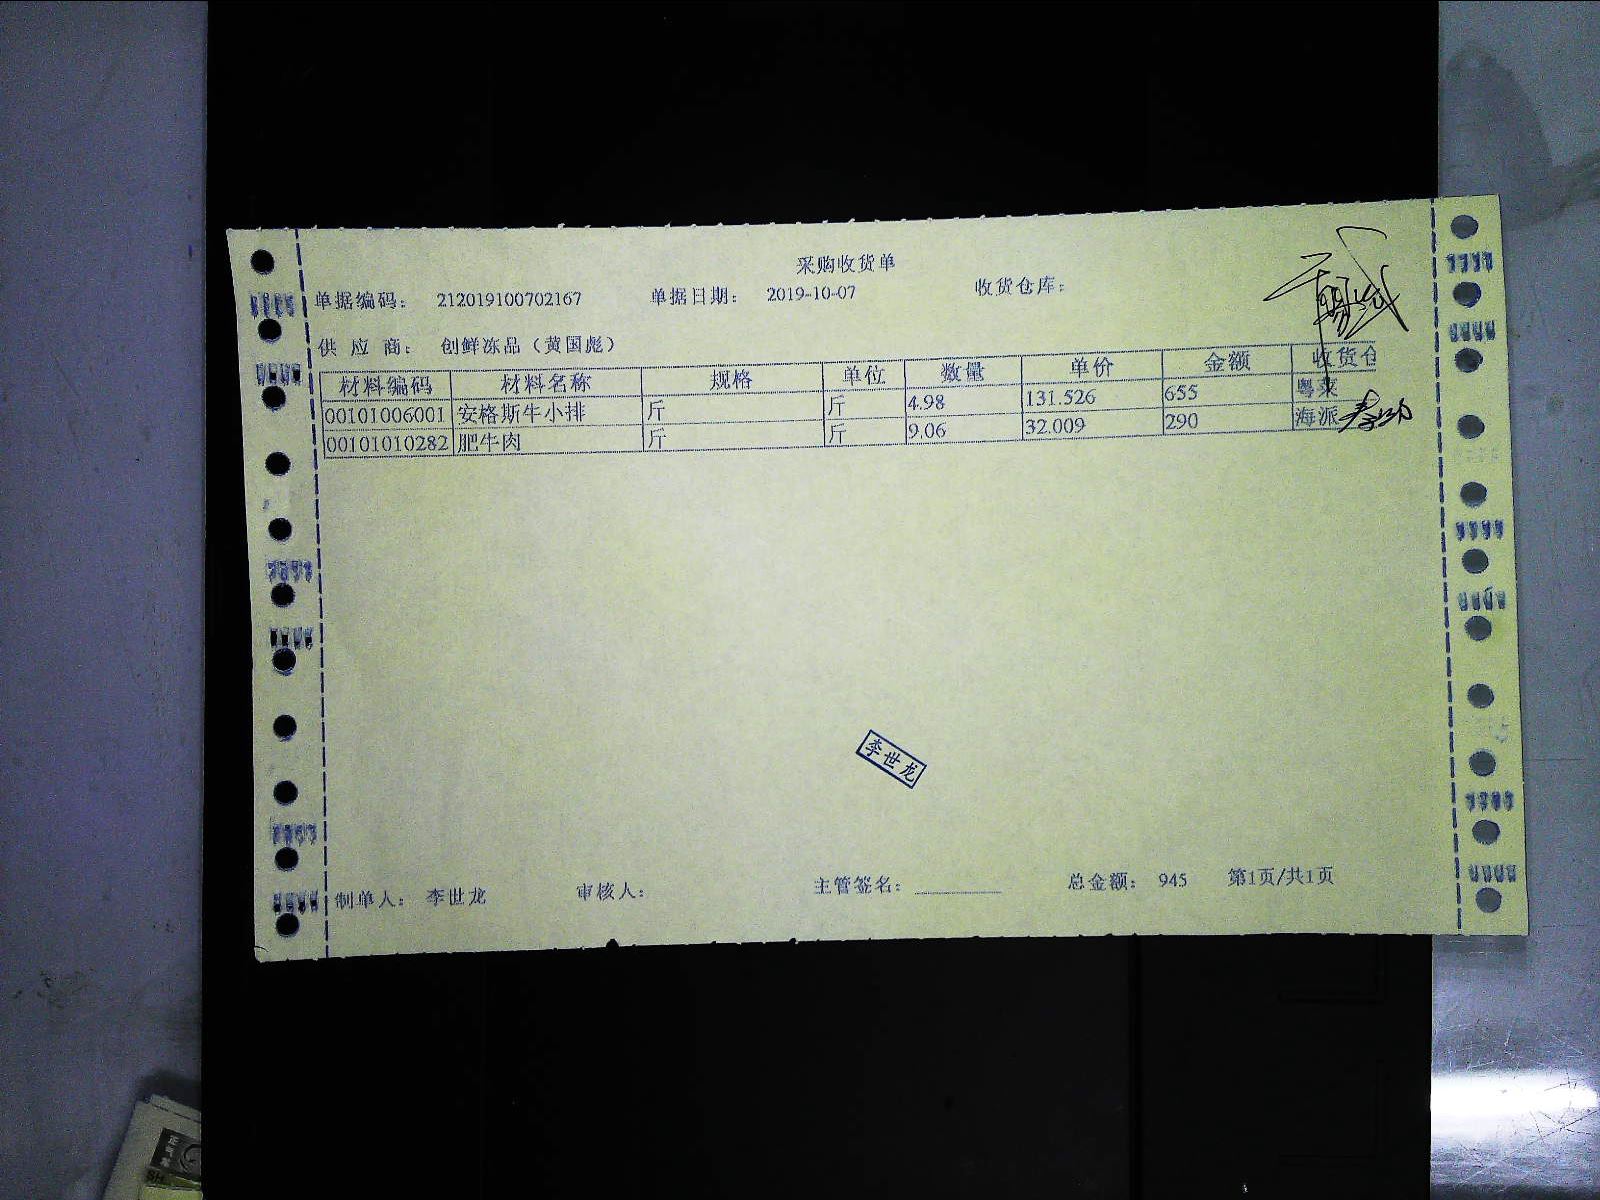 采购收货单
单据编码： 212019100702167 单据日期： 2019-10-07 收货仓库：
供 应 商： 创鲜冻品（黄国彪）
材料编码 材料名称 规格 单位 数量 单价 金额 收货仓
00101006001 安格斯牛小排 斤 斤 4.98 131.526 655 粤菜
00101010282 肥牛肉 斤 斤 9.06 32.009 290 海派
李世龙
制单人： 李世龙 审核人： 主管签名： 总金额： 945 第1页/共1页